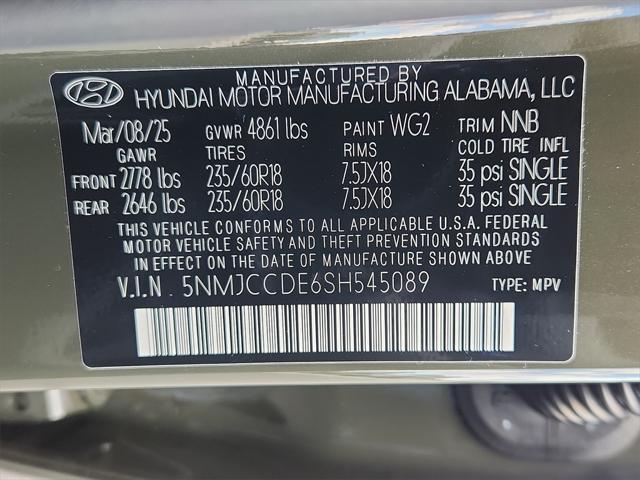 MANUFACTURED BY
HYUNDAI MOTOR MANUFACTURING ALABAMA, LLC
Mar/08/25 GVWR 4861 lbs PAINT WG2 TRIM NNB
GAWR TIRES RIMS COLD TIRE INFL
FRONT 2778 lbs 235/60R18 7.5JX18 35 psi SINGLE
REAR 2646 lbs 235/60R18 7.5JX18 35 psi SINGLE
THIS VEHICLE CONFORMS TO ALL APPLICABLE U.S.A. FEDERAL
MOTOR VEHICLE SAFETY AND THEFT PREVENTION STANDARDS
IN EFFECT ON THE DATE OF MANUFACTURE SHOWN ABOVE.
V.I.N. 5NMJCCDE6SH545089 TYPE: MPV